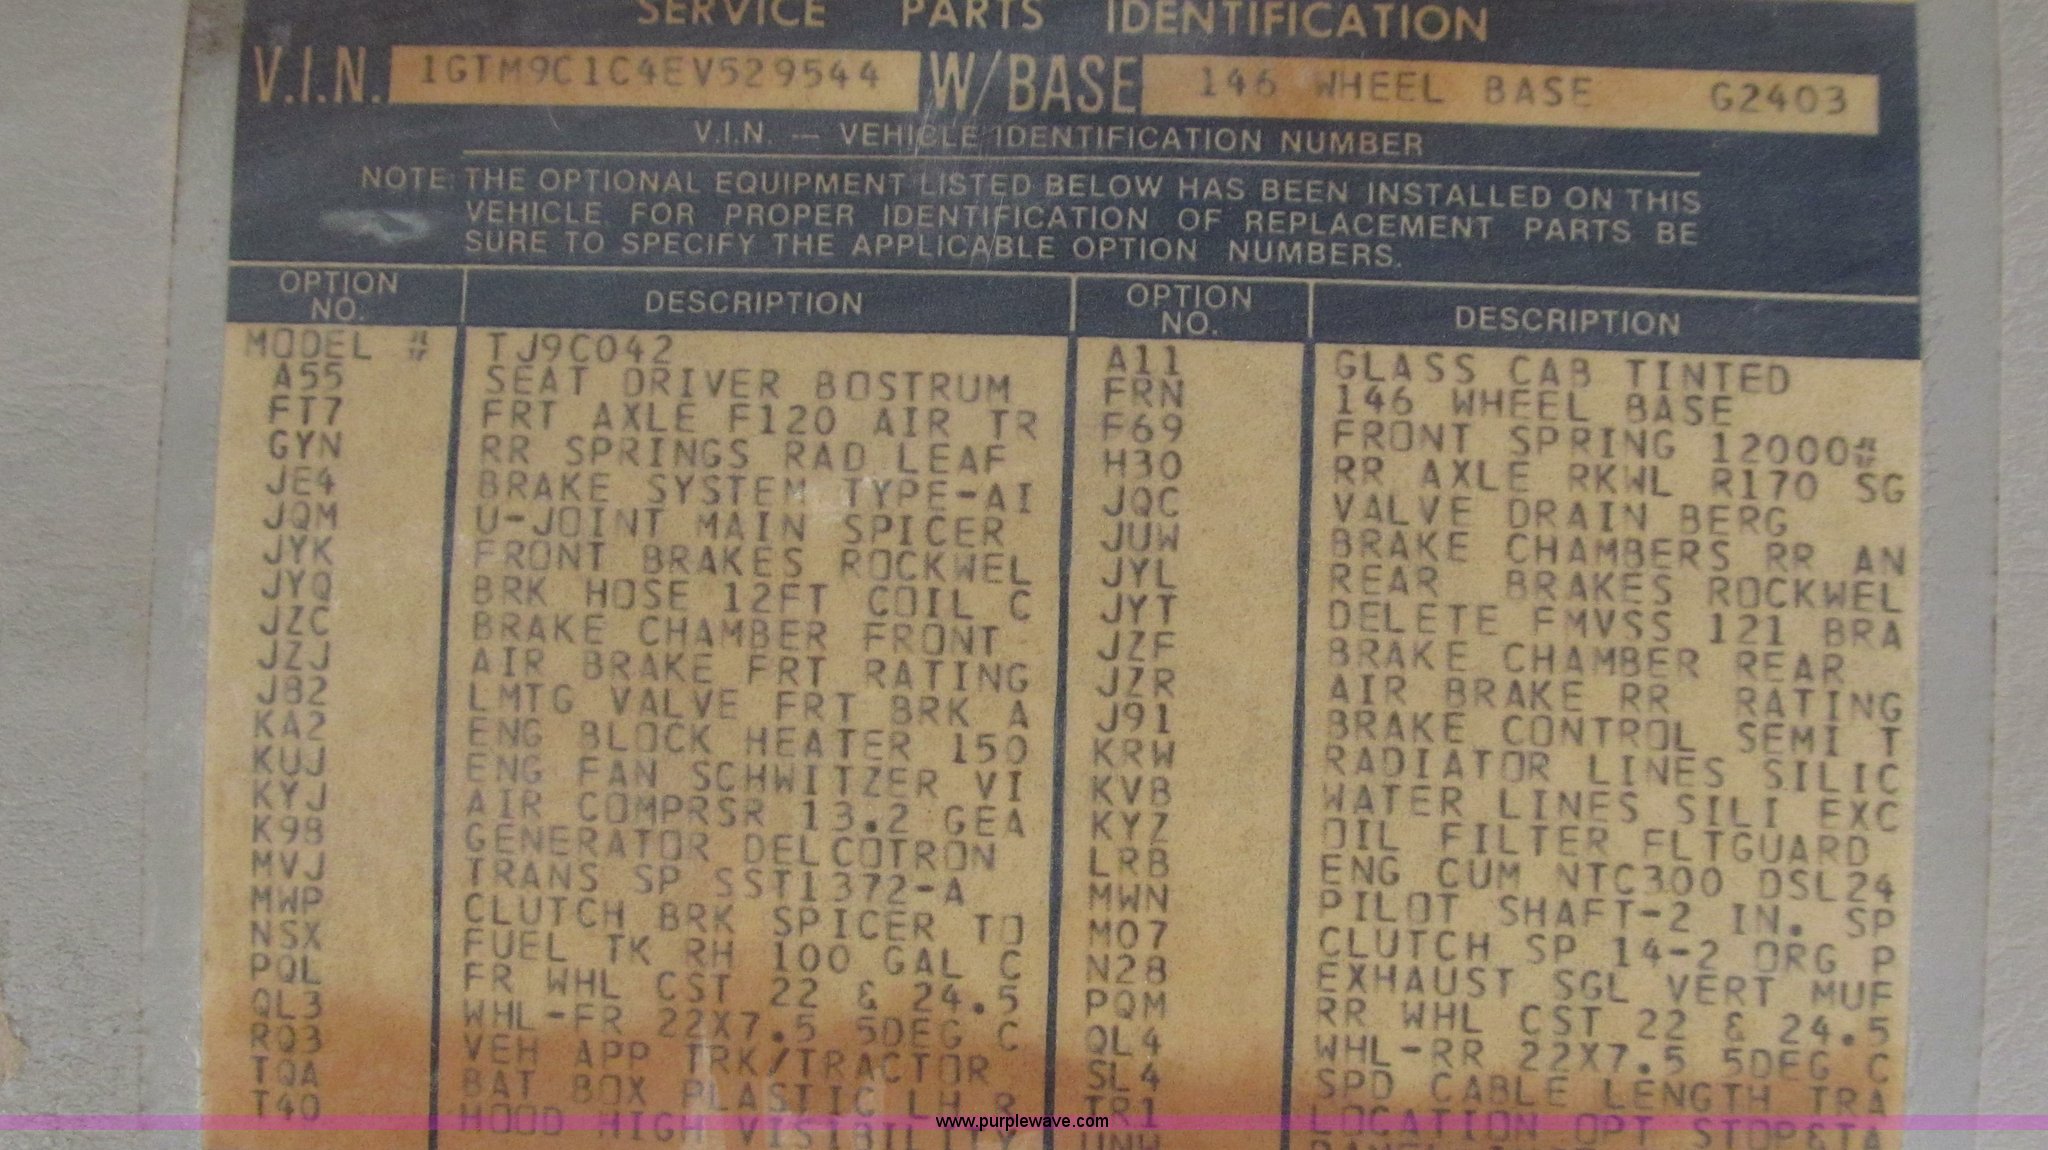 SERVICE PARTS IDENTIFICATION
V.I.N. 1GTM9C1C4EV529544 W/BASE 146 WHEEL BASE G2403
V.I.N. — VEHICLE IDENTIFICATION NUMBER
NOTE: THE OPTIONAL EQUIPMENT LISTED BELOW HAS BEEN INSTALLED ON THIS
VEHICLE FOR PROPER IDENTIFICATION OF REPLACEMENT PARTS BE
SURE TO SPECIFY THE APPLICABLE OPTION NUMBERS.
OPTION NO. DESCRIPTION OPTION NO. DESCRIPTION
MODEL # TJ9C042 A11 GLASS CAB TINTED
A55 SEAT DRIVER BOSTRUM FRN 146 WHEEL BASE
FT7 FRT AXLE F120 AIR TR F69 FRONT SPRING 12000#
GYN RR SPRINGS RAD LEAF H30 RR AXLE RKWL R170 SG
JE4 BRAKE SYSTEM TYPE-AI JQC VALVE DRAIN BERG
JQM U-JOINT MAIN SPICER JUW BRAKE CHAMBERS RR AN
JYK FRONT BRAKES ROCKWEL JYL REAR BRAKES ROCKWEL
JYQ BRK HOSE 12FT COIL C JYT DELETE FMVSS 121 BRA
JZC BRAKE CHAMBER FRONT JZF BRAKE CHAMBER REAR
JZJ AIR BRAKE FRT RATING JZR AIR BRAKE RR RATING
JB2 LMTG VALVE FRT BRK A J91 BRAKE CONTROL SEMI T
KA2 ENG BLOCK HEATER 150 KRW RADIATOR LINES SILIC
KUJ ENG FAN SCHWITZER VI KVB WATER LINES SILI EXC
KYJ AIR COMPRSR 13.2 GEA KYZ OIL FILTER FLTGUARD
K98 GENERATOR DELCOTRON LRB ENG CUM NTC300 DSL24
MVJ TRANS SP SST1372-A MWN PILOT SHAFT-2 IN. SP
MWP CLUTCH BRK SPICER TO M07 CLUTCH SP 14-2 ORG P
NSX FUEL TK RH 100 GAL C N28 EXHAUST SGL VERT MUF
PQL FR WHL CST 22 & 24.5 PQM RR WHL CST 22 & 24.5
QL3 WHL-FR 22X7.5 5DEG C QL4 WHL-RR 22X7.5 5DEG C
RQ3 VEH APP TRK/TRACTOR SL4 SPD CABLE LENGTH TRA
TQA BAT BOX PLASTIC LH R TR1 LOCATION OPT STOP&TA
T40 HOOD HIGH VISIBILITY UNW
www.purplewave.com